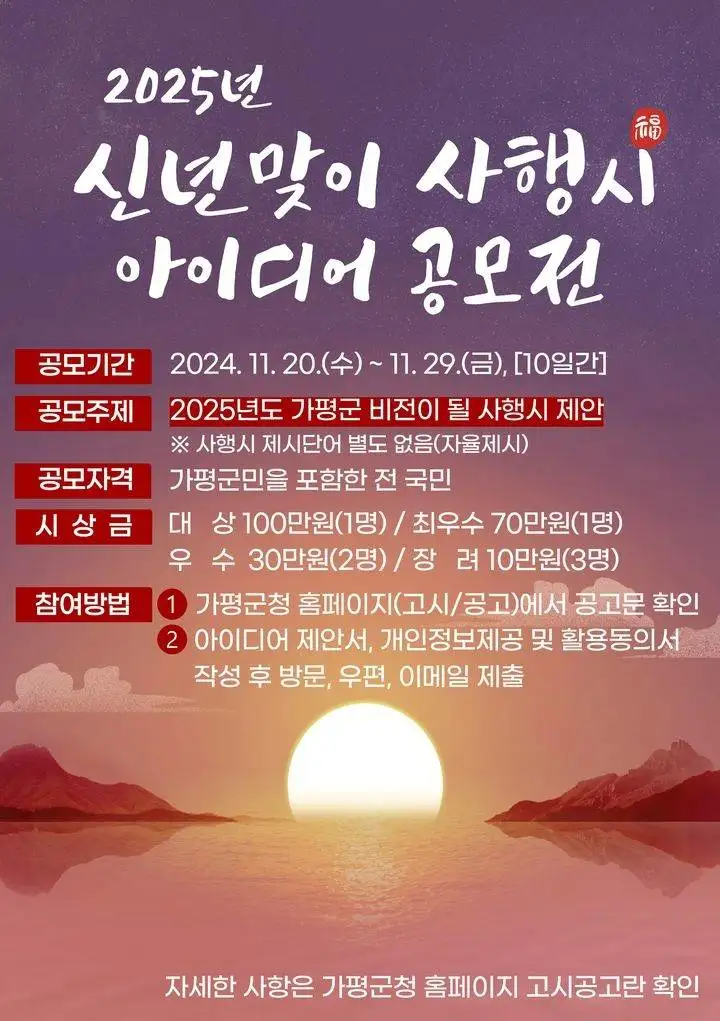 2025년
신년맞이 사행시
福
아이디어 공모전
공모기간 2024. 11. 20.(수) ~ 11. 29.(금), [10일간]
공모주제 2025년도 가평군 비전이 될 사행시 제안
※ 사행시 제시단어 별도 없음(자율제시)
공모자격 가평군민을 포함한 전 국민
시 상 금 대 상 100만원(1명) / 최우수 70만원(1명)
우 수 30만원(2명) / 장 려 10만원(3명)
참여방법 1 가평군청 홈페이지(고시/공고)에서 공고문 확인
2 아이디어 제안서, 개인정보제공 및 활용동의서
작성 후 방문, 우편, 이메일 제출
자세한 사항은 가평군청 홈페이지 고시공고란 확인